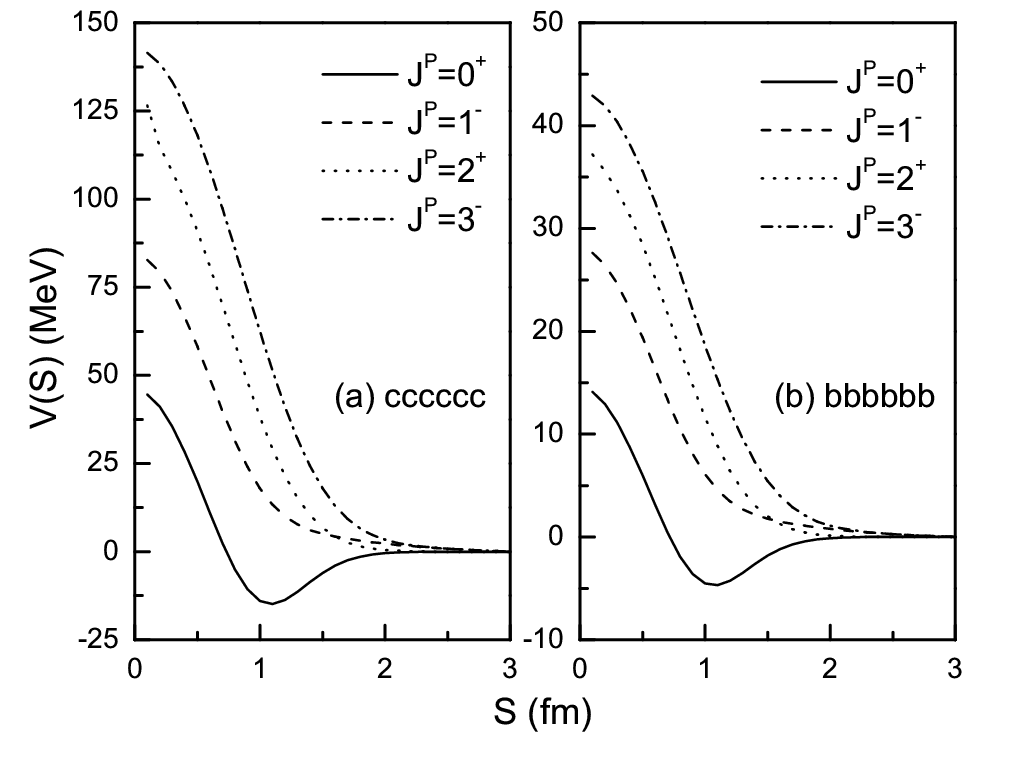 V(S) (MeV)
150
125
100
75
50
25
0
-25
J^P=0^+
J^P=1^-
J^P=2^+
J^P=3^-
(a) cccccc
0 1 2 3
50
40
30
20
10
0
-10
J^P=0^+
J^P=1^-
J^P=2^+
J^P=3^-
(b) bbbbbb
0 1 2 3
S (fm)